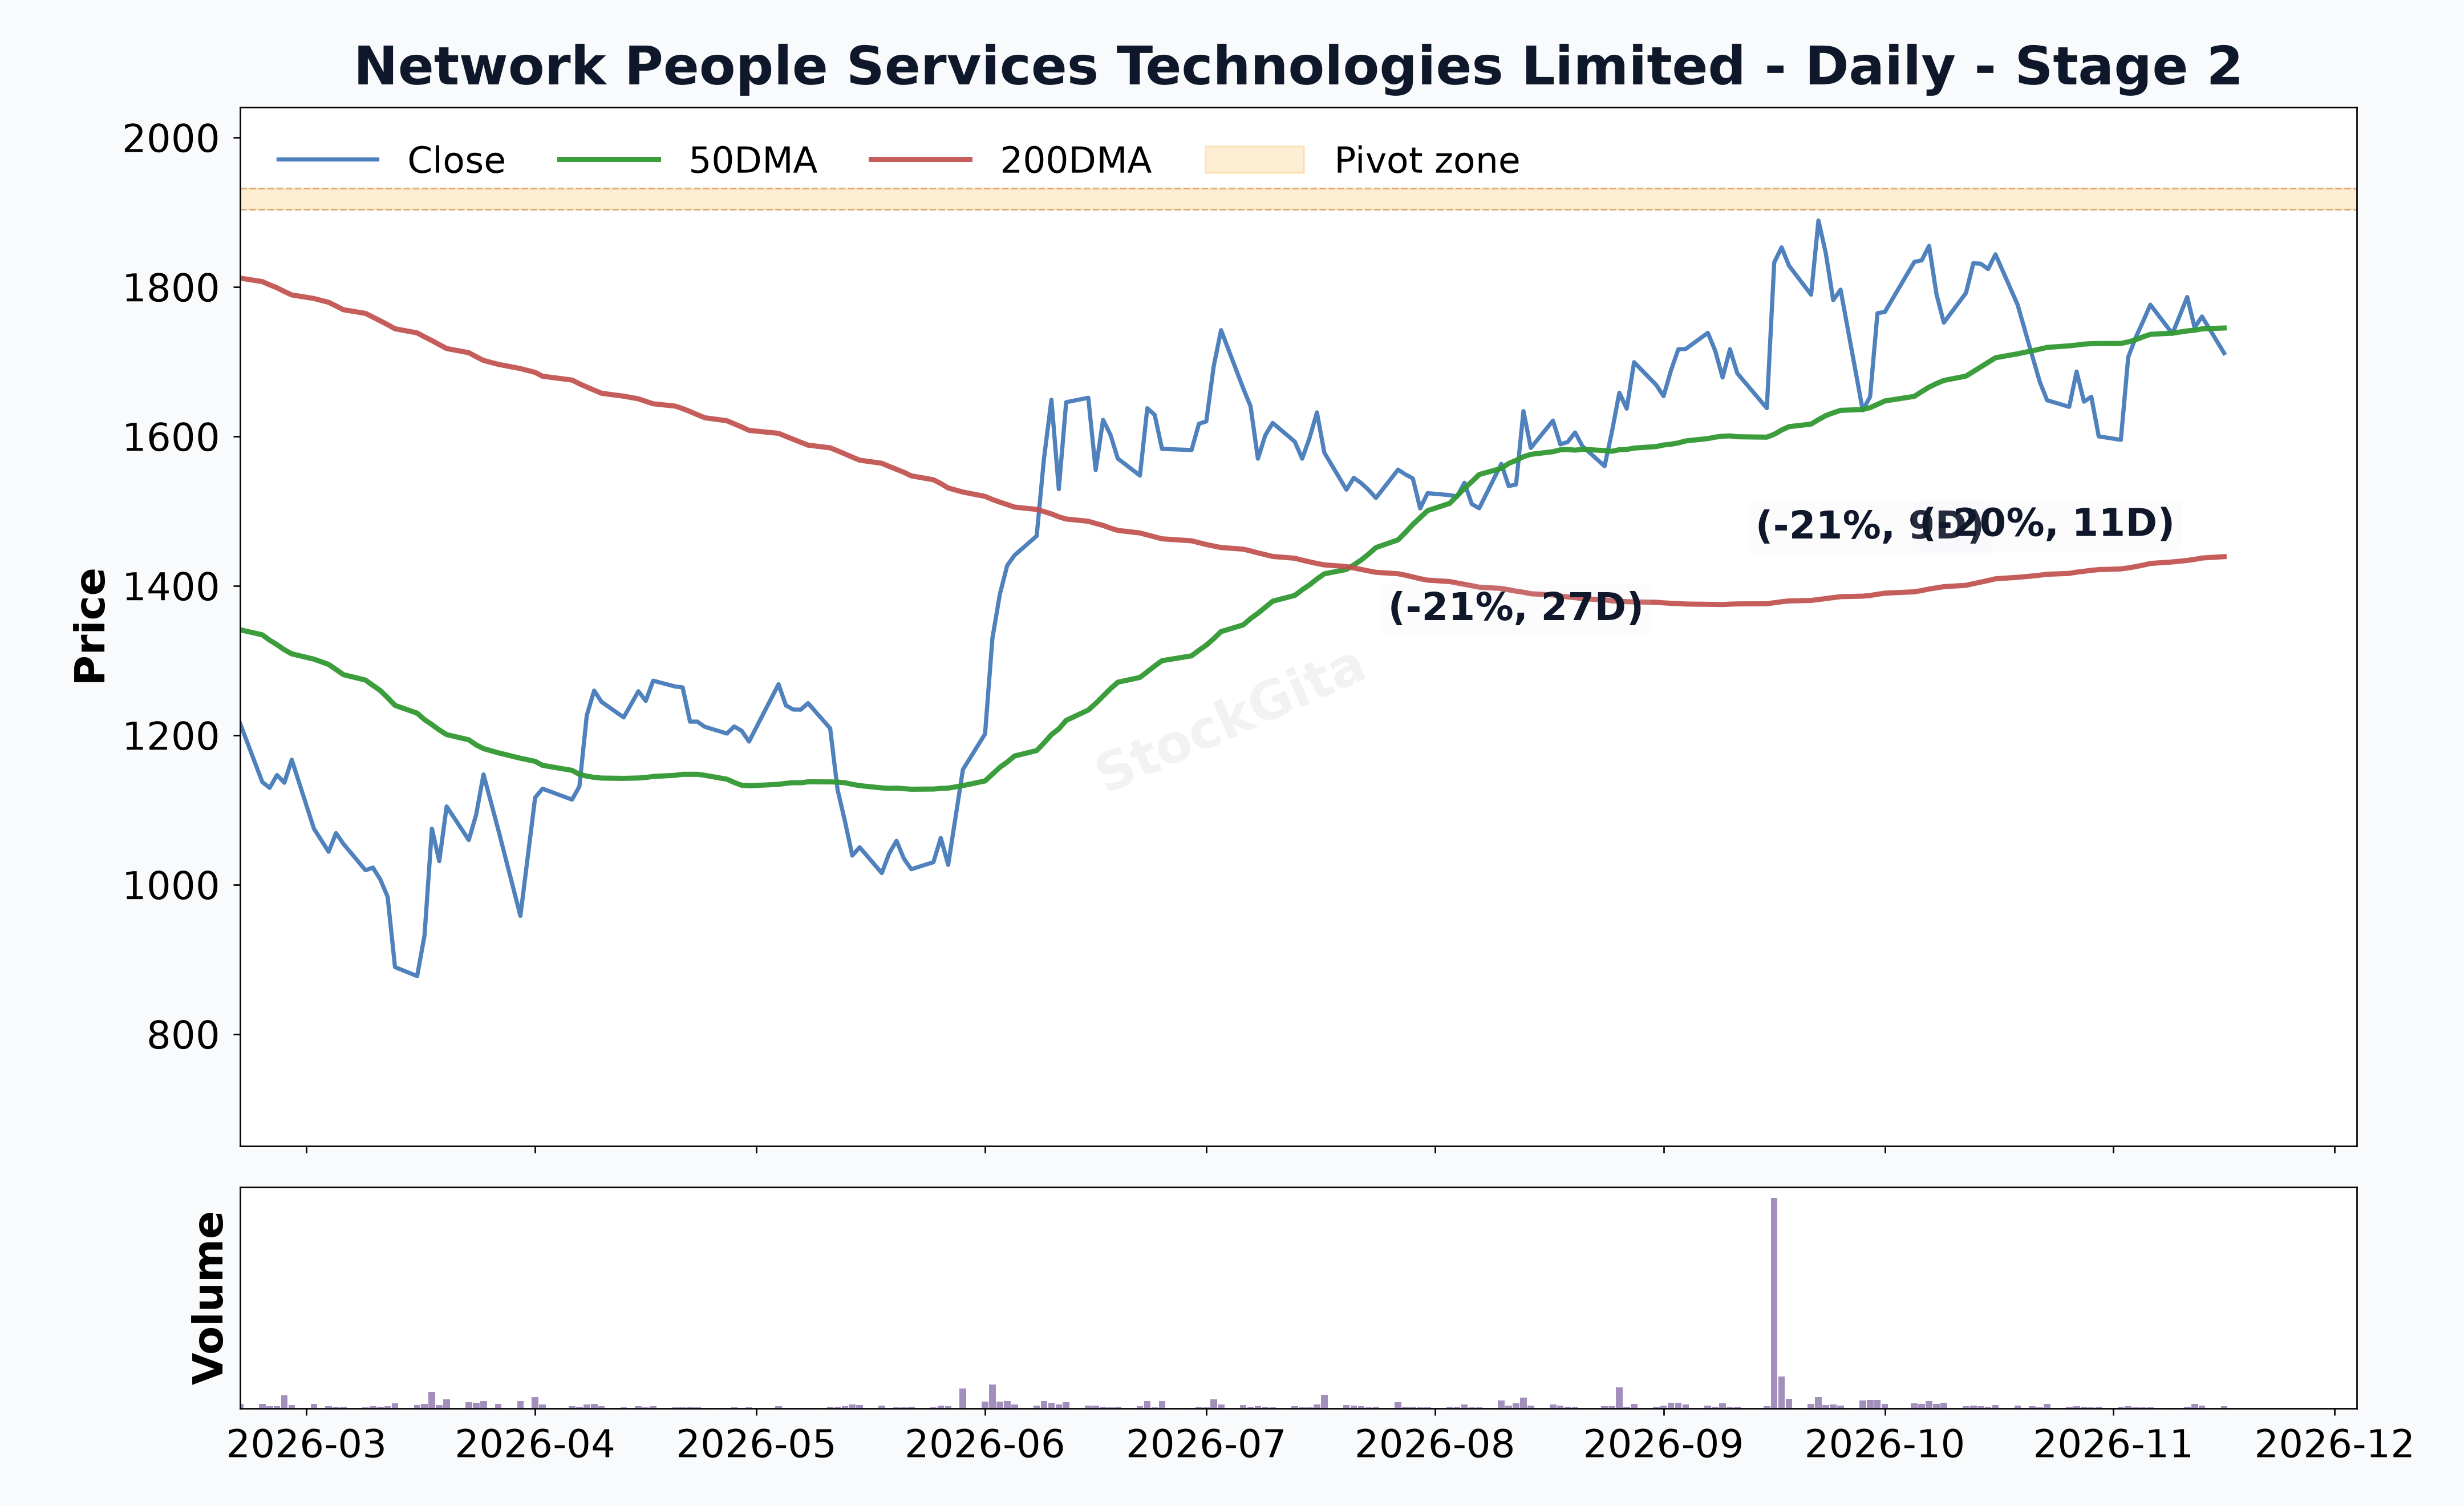 Network People Services Technologies Limited - Daily - Stage 2
Close
50DMA
200DMA
Pivot zone
Price
2000
1800
1600
1400
1200
1000
800
(-21%, 27D)
(-21%, 9D)
(-20%, 11D)
StockGita
Volume
2026-03
2026-04
2026-05
2026-06
2026-07
2026-08
2026-09
2026-10
2026-11
2026-12